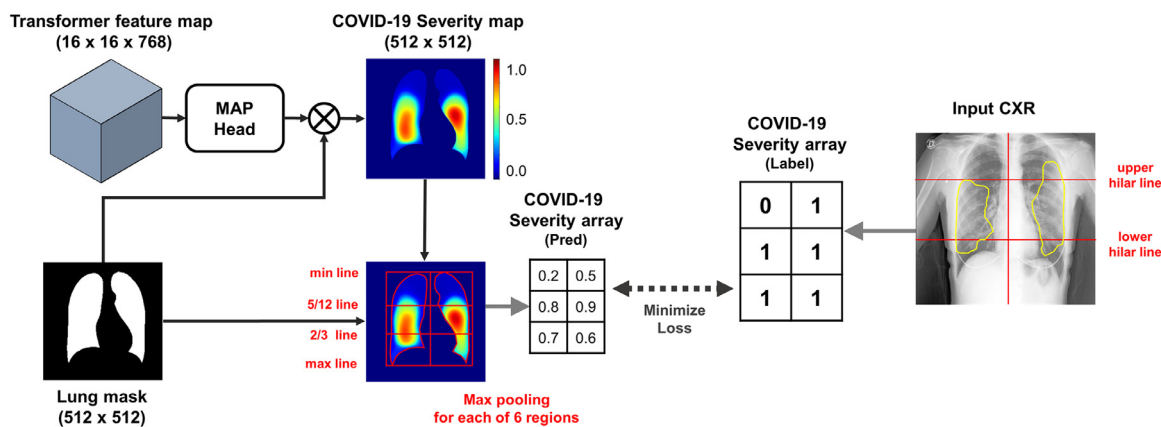 Transformer feature map
(16 x 16 x 768)
MAP
Head
COVID-19 Severity map
(512 x 512)
1.0
0.5
0.0
Lung mask
(512 x 512)
min line
5/12 line
2/3 line
max line
Max pooling
for each of 6 regions
COVID-19
Severity array
(Pred)
0.2 0.5
0.8 0.9
0.7 0.6
Minimize
Loss
COVID-19
Severity array
(Label)
0 1
1 1
1 1
Input CXR
upper
hilar line
lower
hilar line